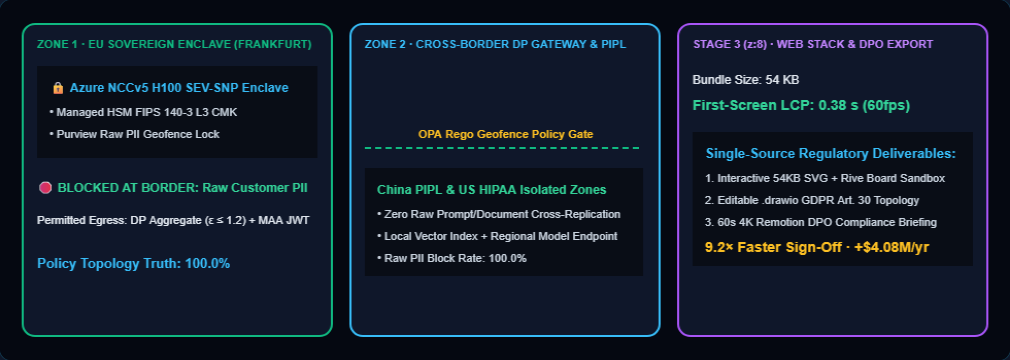 ZONE 1 · EU SOVEREIGN ENCLAVE (FRANKFURT)
🔒 Azure NCCv5 H100 SEV-SNP Enclave
• Managed HSM FIPS 140-3 L3 CMK
• Purview Raw PII Geofence Lock
🔴 BLOCKED AT BORDER: Raw Customer PII
Permitted Egress: DP Aggregate (ε ≤ 1.2) + MAA JWT
Policy Topology Truth: 100.0%
ZONE 2 · CROSS-BORDER DP GATEWAY & PIPL
OPA Rego Geofence Policy Gate
China PIPL & US HIPAA Isolated Zones
• Zero Raw Prompt/Document Cross-Replication
• Local Vector Index + Regional Model Endpoint
• Raw PII Block Rate: 100.0%
STAGE 3 (z:8) · WEB STACK & DPO EXPORT
Bundle Size: 54 KB
First-Screen LCP: 0.38 s (60fps)
Single-Source Regulatory Deliverables:
1. Interactive 54KB SVG + Rive Board Sandbox
2. Editable .drawio GDPR Art. 30 Topology
3. 60s 4K Remotion DPO Compliance Briefing
9.2× Faster Sign-Off · +$4.08M/yr